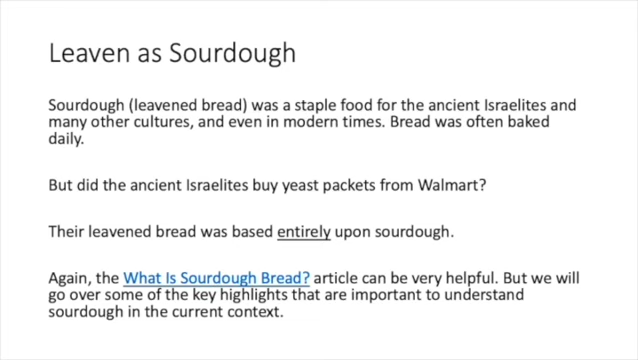 Leaven as Sourdough
Sourdough (leavened bread) was a staple food for the ancient Israelites and
many other cultures, and even in modern times. Bread was often baked
daily.
But did the ancient Israelites buy yeast packets from Walmart?
Their leavened bread was based entirely upon sourdough.
Again, the What Is Sourdough Bread? article can be very helpful. But we will
go over some of the key highlights that are important to understand
sourdough in the current context.